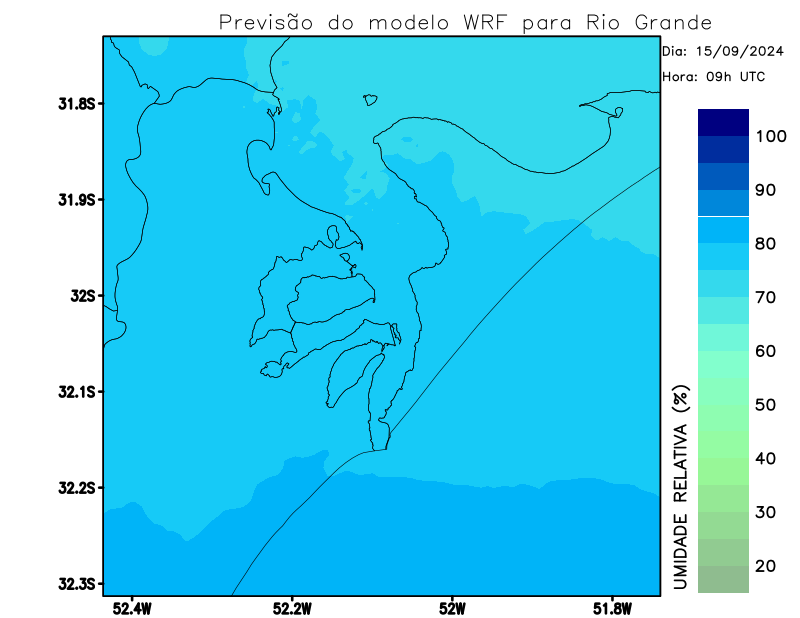 Previsão do modelo WRF para Rio Grande
Dia: 15/09/2024
Hora: 09h UTC
31.8S
31.9S
32S
32.1S
32.2S
32.3S
52.4W
52.2W
52W
51.8W
UMIDADE RELATIVA (%)
100
90
80
70
60
50
40
30
20